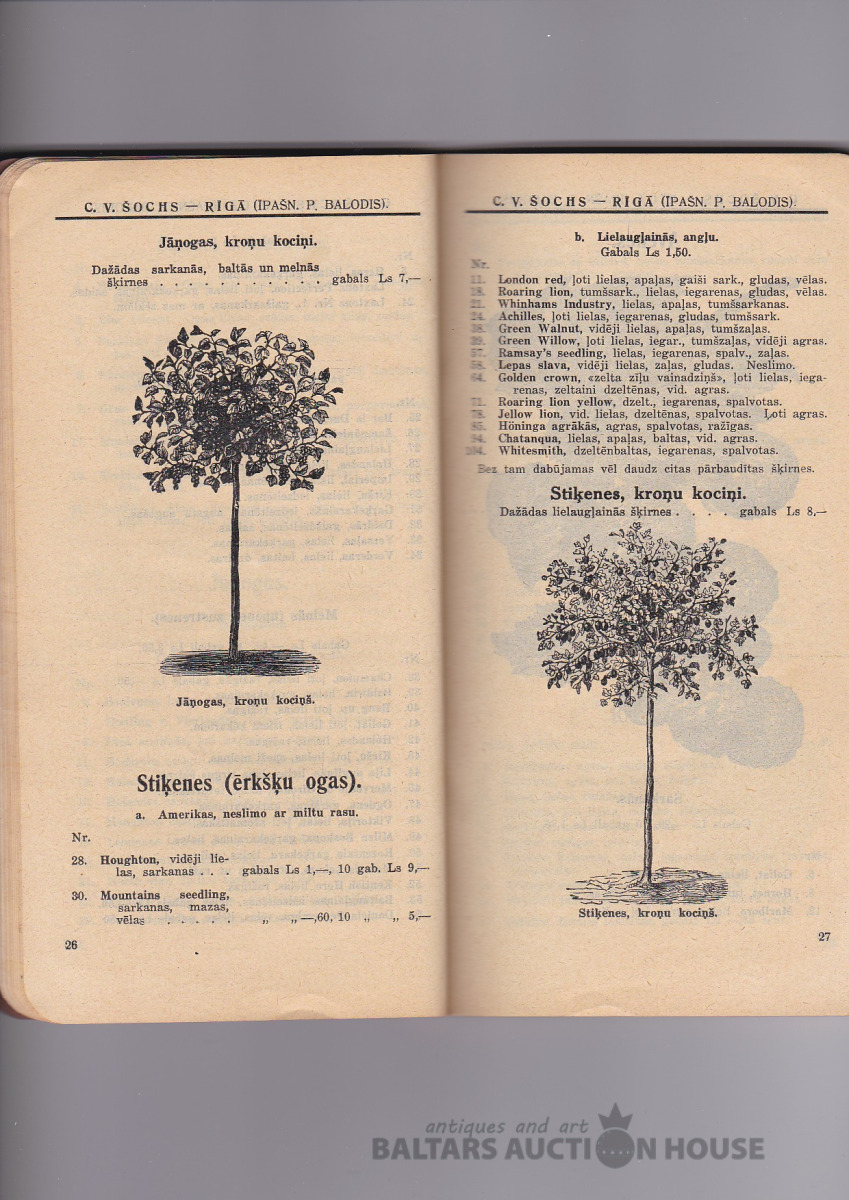 C. V. ŠOCHS — RĪGĀ (ĪPAŠN. P. BALODIS).
Jāņogas, kroņu kociņi.
Dažādas sarkanās, baltās un melnās
šķirnes . . . . . . . . . . . gabals Ls 7,—
Jāņogas, kroņu kociņš.
Stiķenes (ērkšķu ogas).
a. Amerikas, neslimo ar miltu rasu.
Nr.
28. Houghton, vidēji lie-
las, sarkanas . . . gabals Ls 1,—, 10 gab. Ls 9,—
30. Mountains seedling,
sarkanas, mazas,
vēlas . . . . . „ „ —,60, 10 „ „ 5,—
26
C. V. ŠOCHS — RĪGĀ (ĪPAŠN. P. BALODIS).
b. Lielaugļainās, angļu.
Gabals Ls 1,50.
Nr.
London red, ļoti lielas, apaļas, gaiši sark., gludas, vēlas.
Roaring lion, tumšsark., lielas, iegarenas, gludas, vēlas.
Whinhams Industry, lielas, apaļas, tumšsarkanas.
Achilles, ļoti lielas, iegarenas, gludas, tumšsark.
Green Walnut, vidēji lielas, apaļas, tumšzaļas.
Green Willow, ļoti lielas, iegar., tumšzaļas, vidēji agras.
Ramsay's seedling, lielas, iegarenas, spalv., zaļas.
Lepas slava, vidēji lielas, zaļas, gludas. Neslimo.
Golden crown, «zelta zīļu vainadziņš», ļoti lielas, iega-
renas, zeltaini dzeltēnas, vid. agras.
Roaring lion yellow, dzelt., iegarenas, spalvotas.
Jellow lion, vid. lielas, dzeltēnas, spalvotas. Ļoti agras.
Höninga agrākās, agras, spalvotas, ražīgas.
Chatanqua, lielas, apaļas, baltas, vid. agras.
Whitesmith, dzeltēnbaltas, iegarenas, spalvotas.
Bez tam dabūjamas vēl daudz citas pārbaudītas šķirnes.
Stiķenes, kroņu kociņi.
Dažādas lielaugļainās šķirnes . . . . gabals Ls 8,—
Stiķenes, kroņu kociņš.
27
antiques and art
BALTARS AUCTION HOUSE